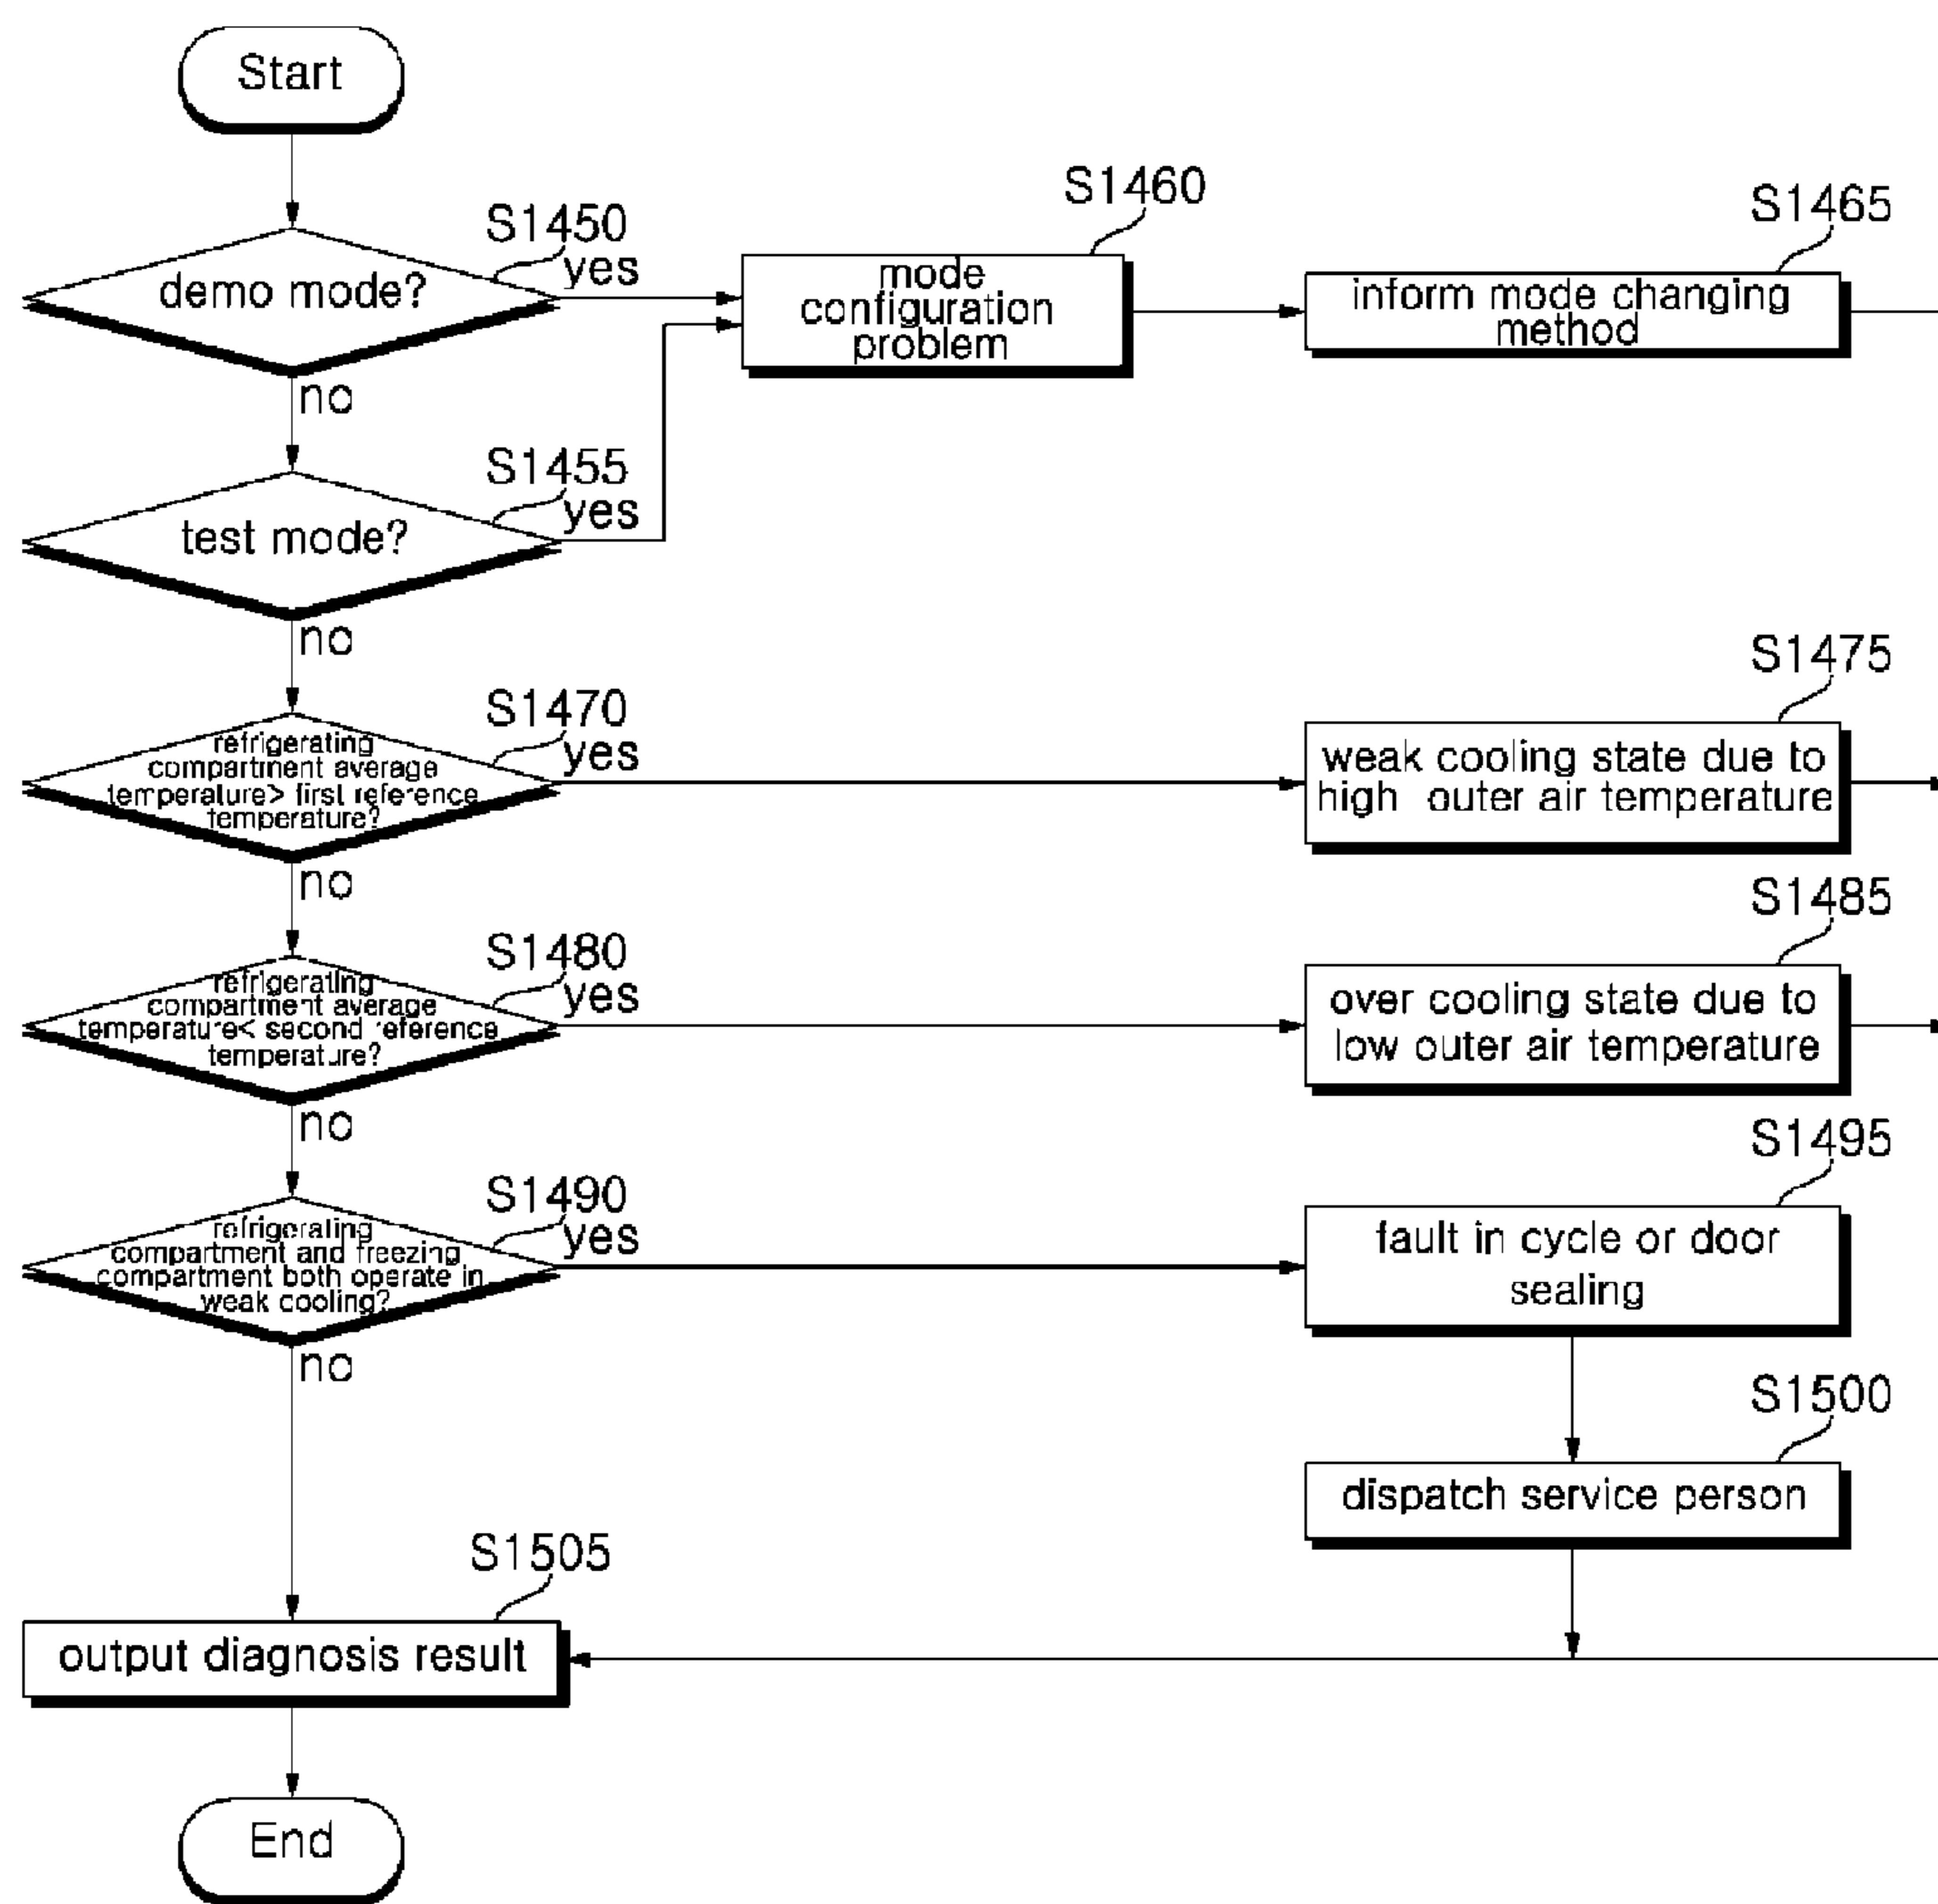 Start
S1450
demo mode?
yes
no
S1460
mode
configuration
problem
S1465
inform mode changing
method
S1455
test mode?
yes
no
S1470
refrigerating
compartment average
temperature> first reference
temperature?
yes
no
S1475
weak cooling state due to
high outer air temperature
S1480
refrigerating
compartment average
temperature< second reference
temperature?
yes
no
S1485
over cooling state due to
low outer air temperature
S1490
refrigerating
compartment and freezing
compartment both operate in
weak cooling?
yes
no
S1495
fault in cycle or door
sealing
S1500
dispatch service person
S1505
output diagnosis result
End